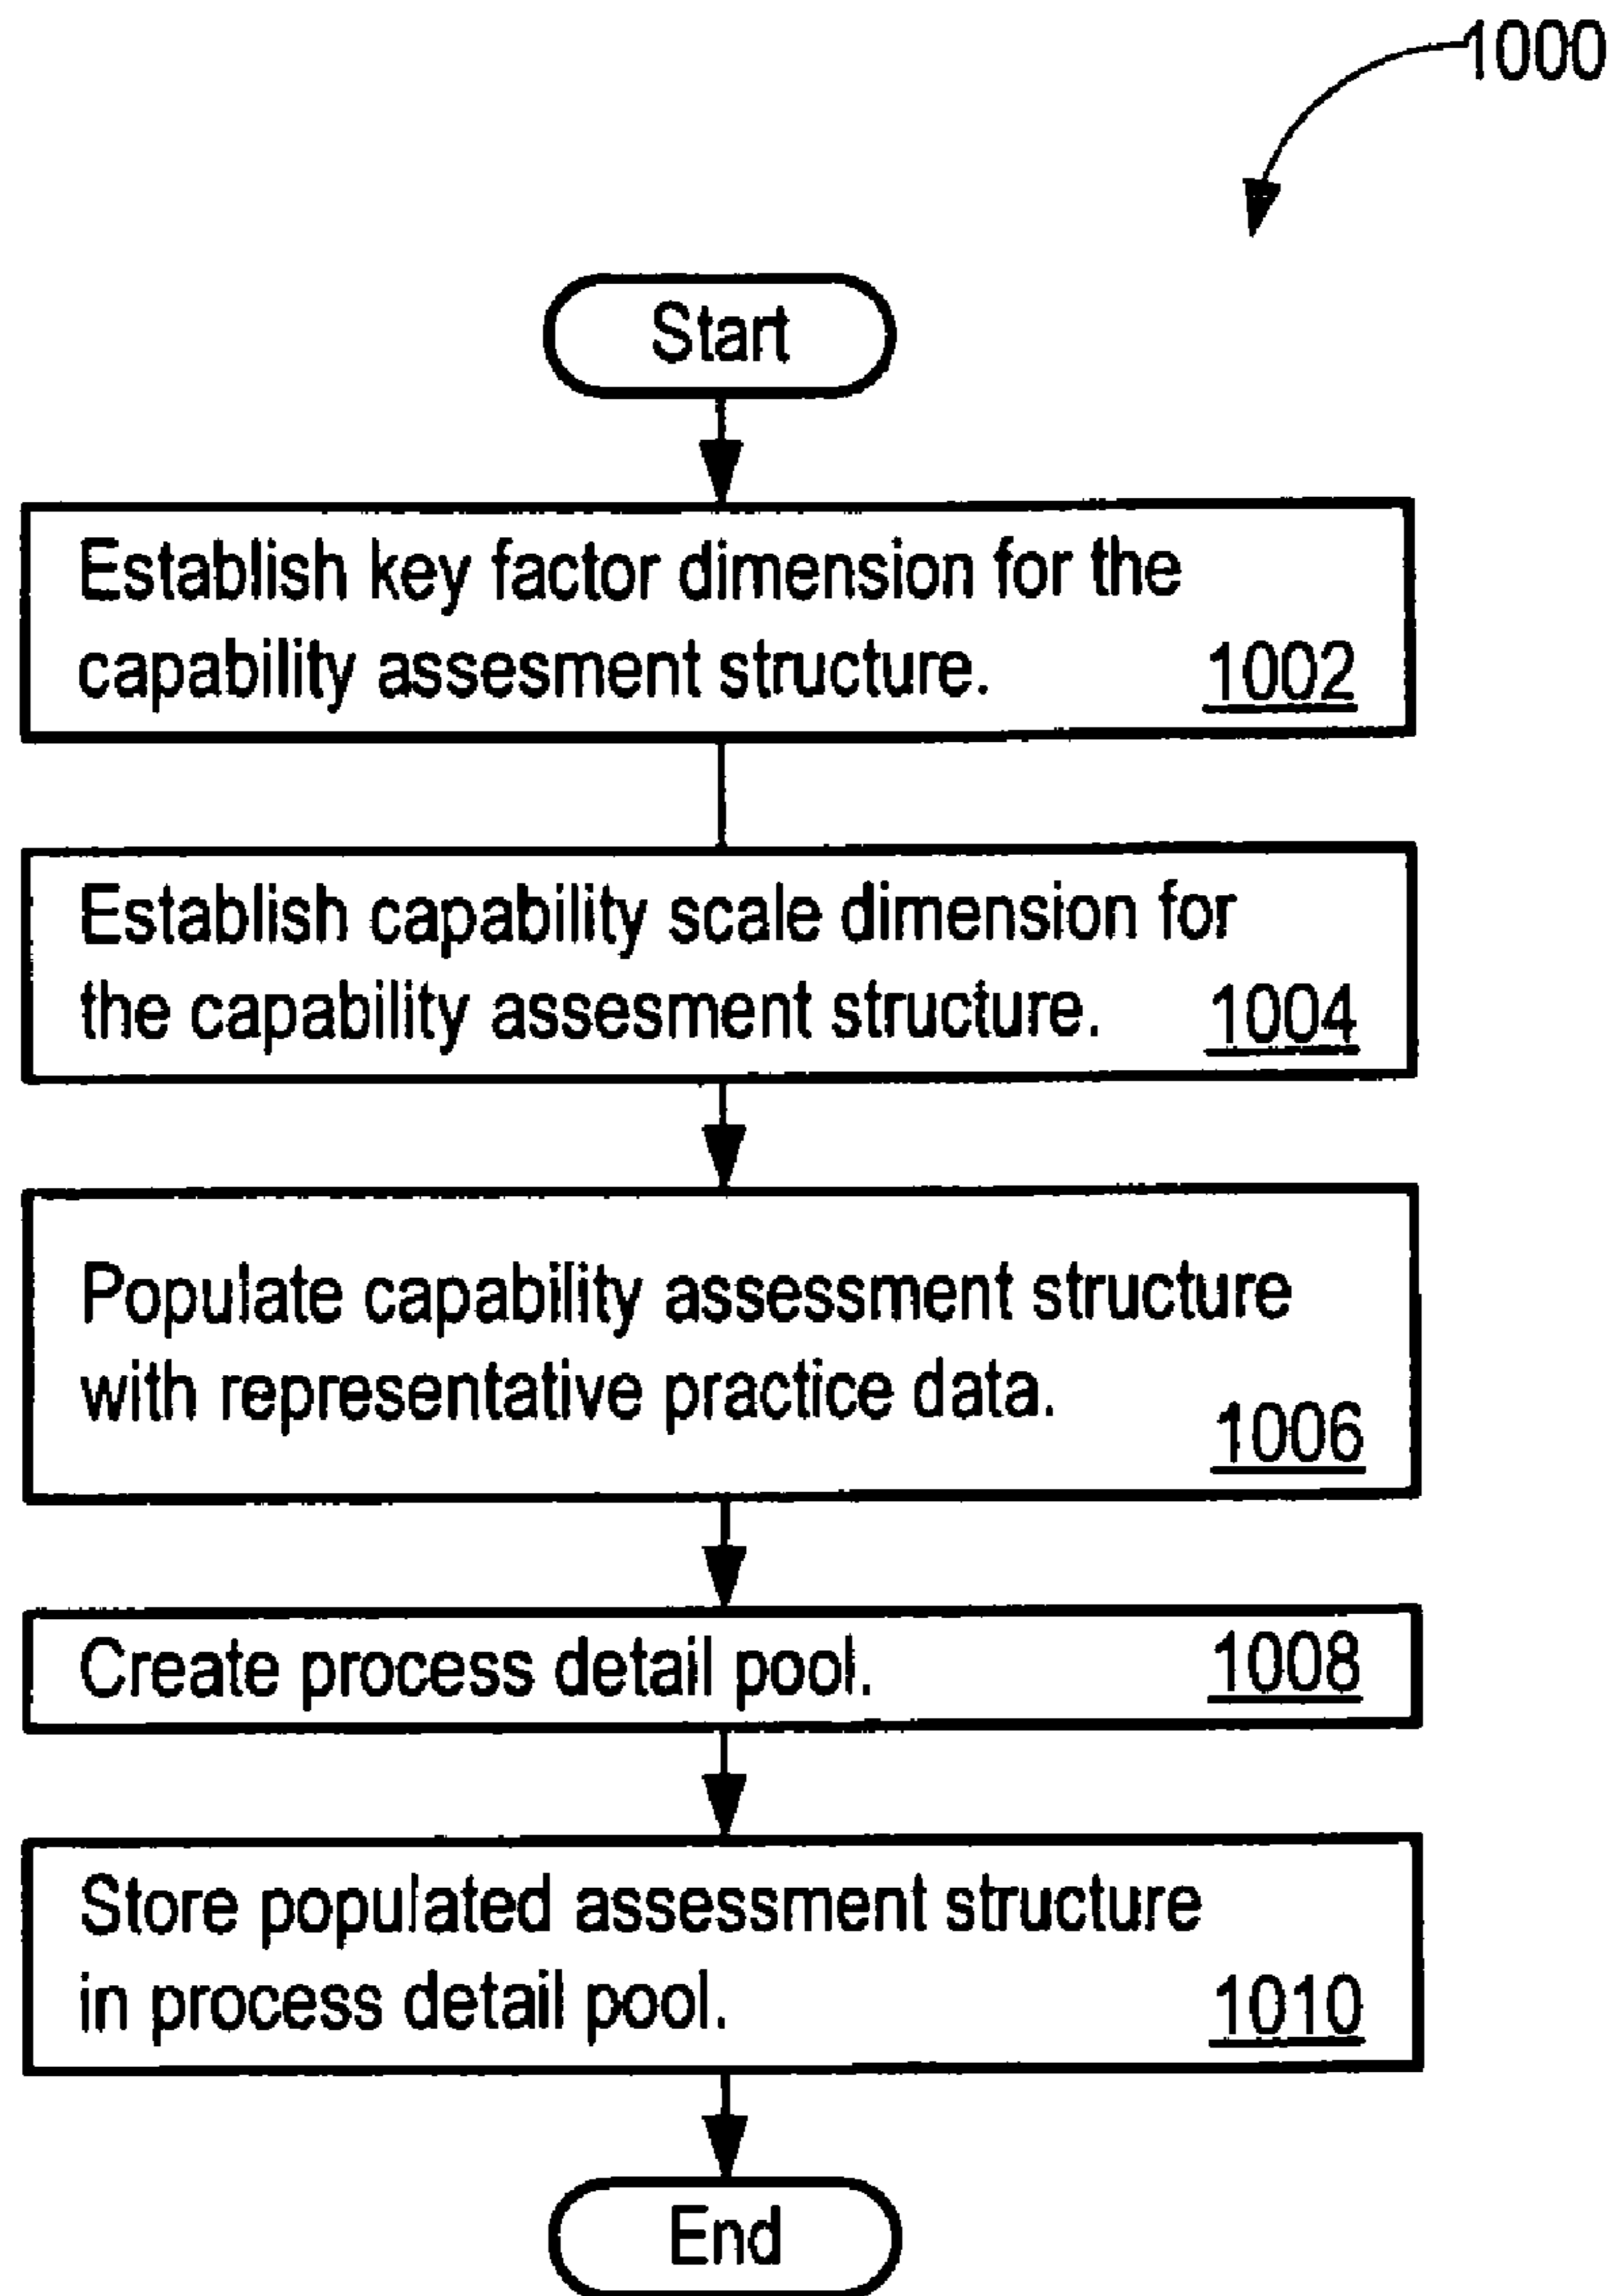 1000
Start
Establish key factor dimension for the
capability assesment structure. 1002
Establish capability scale dimension for
the capability assesment structure. 1004
Populate capability assessment structure
with representative practice data.
1006
Create process detail pool. 1008
Store populated assessment structure
in process detail pool. 1010
End